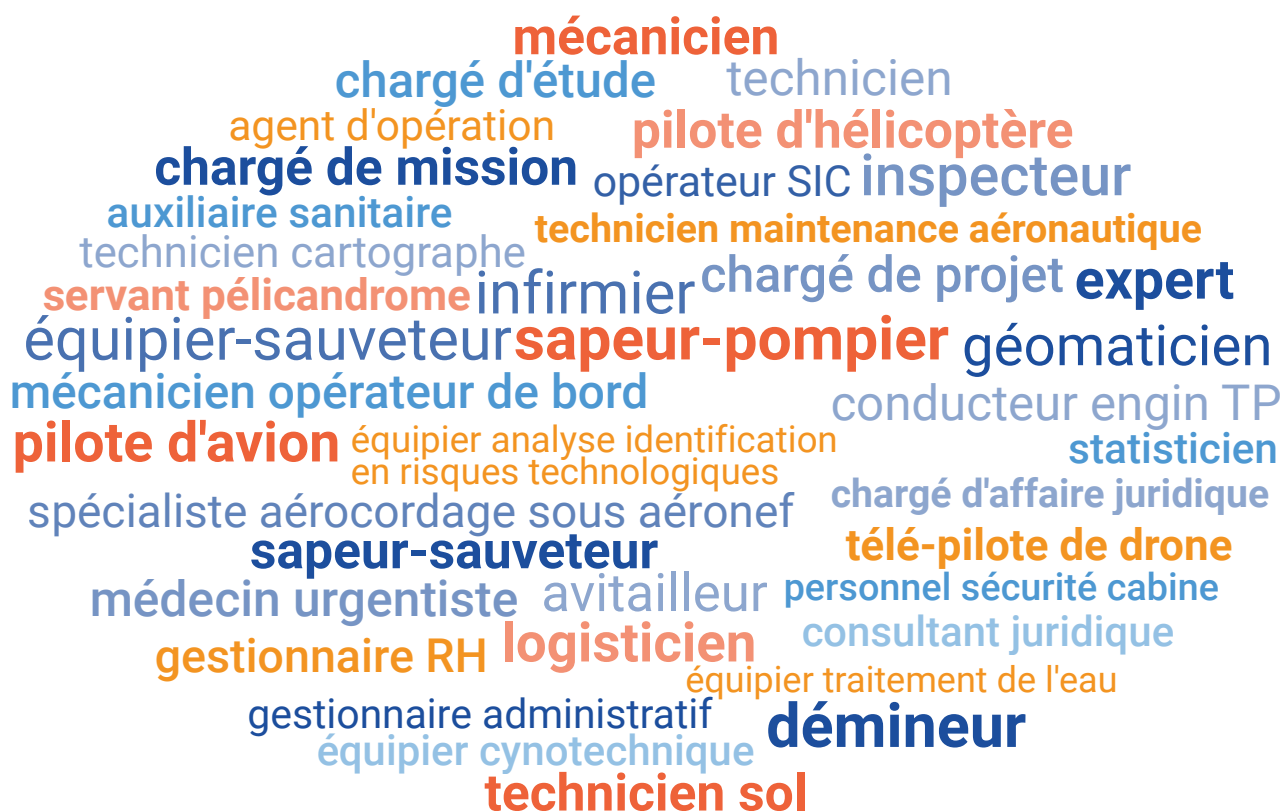 mécanicien
chargé d'étude
technicien
agent d'opération
pilote d'hélicoptère
chargé de mission
opérateur SIC
inspecteur
auxiliaire sanitaire
technicien maintenance aéronautique
technicien cartographe
chargé de projet
expert
servant pélicandrome
infirmier
équipier-sauveteur
sapeur-pompier
géomaticien
mécanicien opérateur de bord
conducteur engin TP
pilote d'avion
équipier analyse identification
en risques technologiques
statisticien
chargé d'affaire juridique
spécialiste aérocordage sous aéronef
sapeur-sauveteur
télé-pilote de drone
médecin urgentiste
avitailleur
personnel sécurité cabine
gestionnaire RH
logisticien
consultant juridique
équipier traitement de l'eau
gestionnaire administratif
démineur
équipier cynotechnique
technicien sol